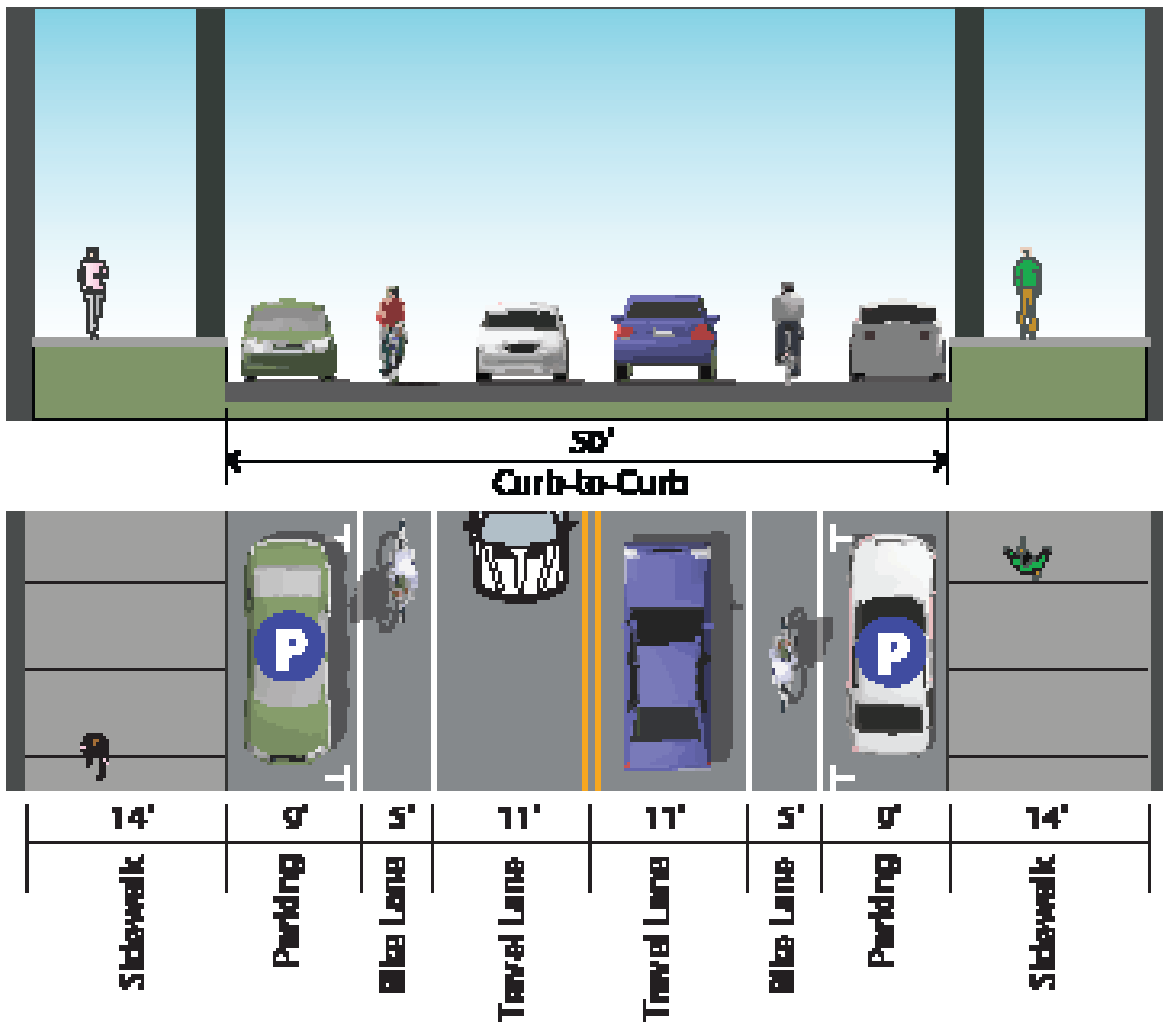 50'
Curb-to-Curb
P
P
14'
9'
5'
11'
11'
5'
9'
14'
Sidewalk
Parking
Bike Lane
Travel Lane
Travel Lane
Bike Lane
Parking
Sidewalk